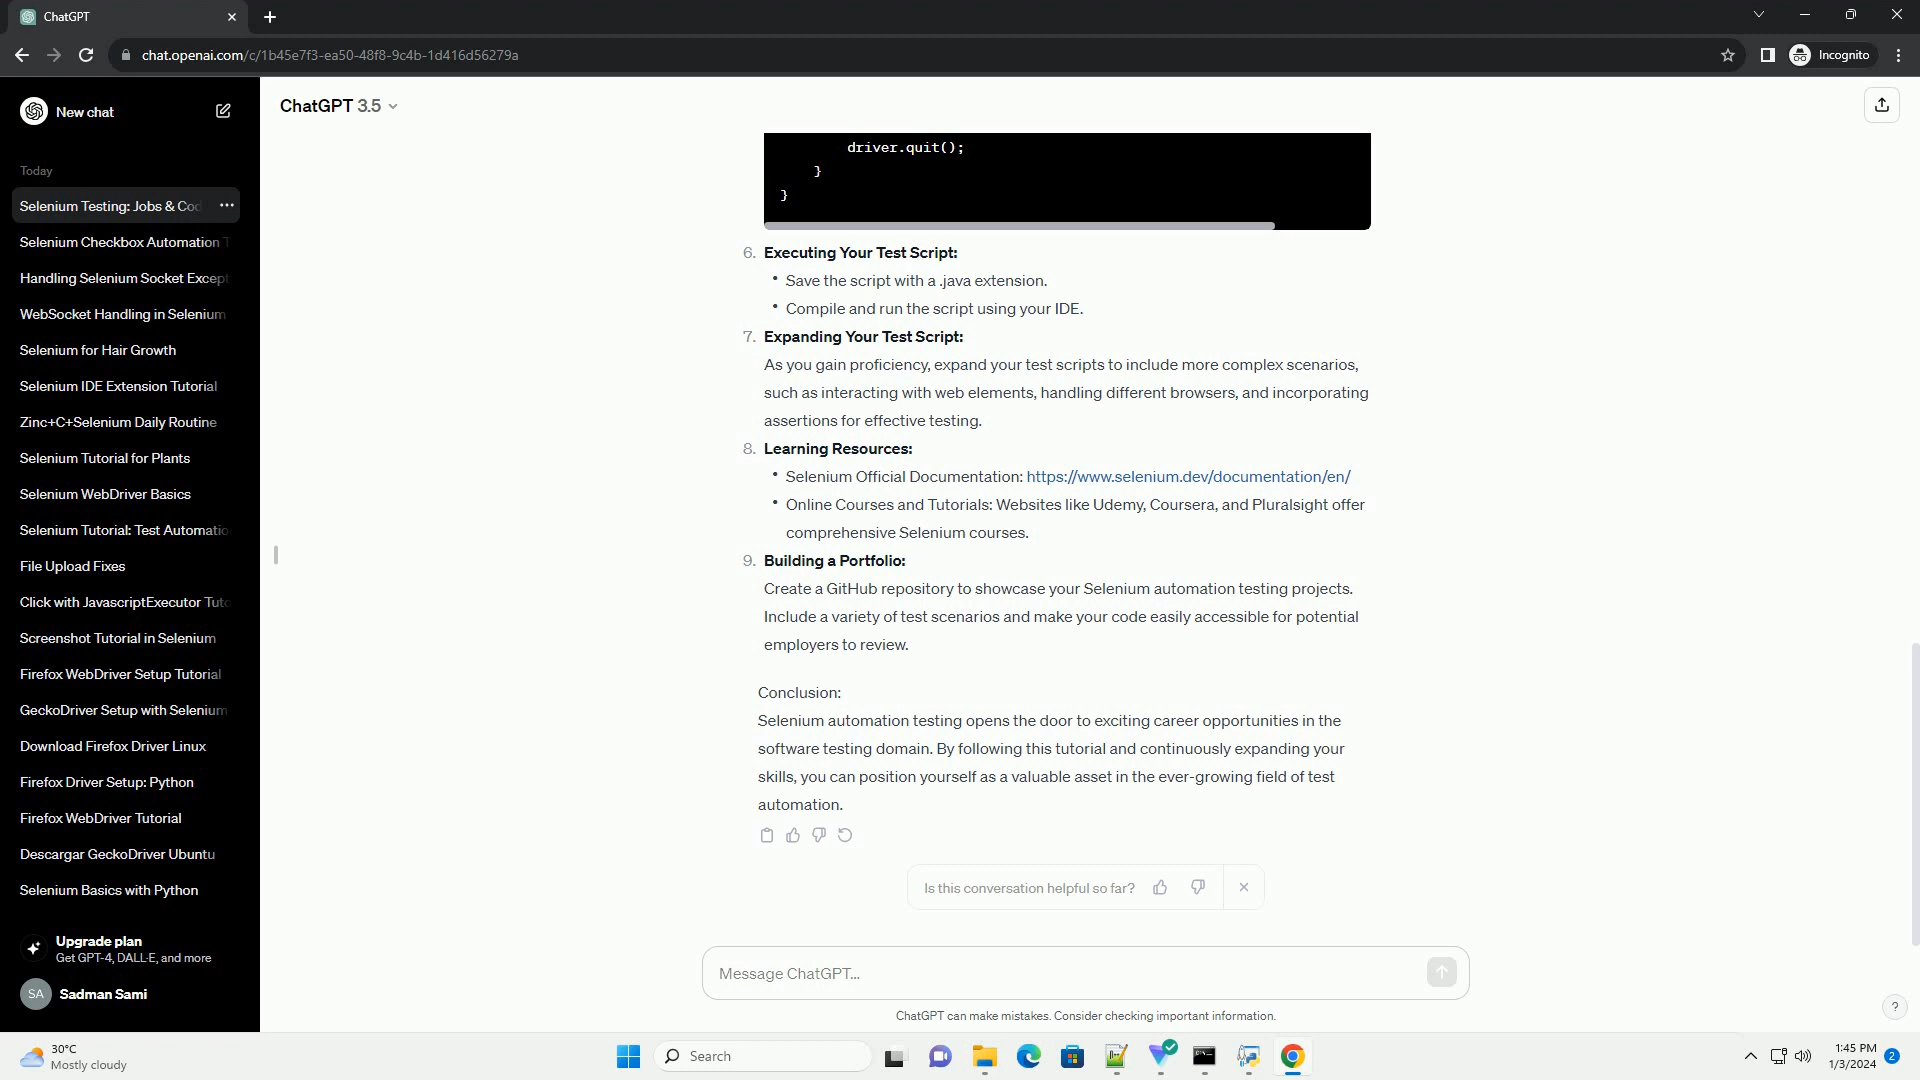 ChatGPT
chat.openai.com/c/1b45e7f3-ea50-48f8-9c4b-1d416d56279a
Incognito
New chat
Today
Selenium Testing: Jobs & Cod
Selenium Checkbox Automation T
Handling Selenium Socket Except
WebSocket Handling in Selenium
Selenium for Hair Growth
Selenium IDE Extension Tutorial
Zinc+C+Selenium Daily Routine
Selenium Tutorial for Plants
Selenium WebDriver Basics
Selenium Tutorial: Test Automatio
File Upload Fixes
Click with JavascriptExecutor Tuto
Screenshot Tutorial in Selenium
Firefox WebDriver Setup Tutorial
GeckoDriver Setup with Selenium
Download Firefox Driver Linux
Firefox Driver Setup: Python
Firefox WebDriver Tutorial
Descargar GeckoDriver Ubuntu
Selenium Basics with Python
Upgrade plan
Get GPT-4, DALL·E, and more
SA Sadman Sami
ChatGPT 3.5
driver.quit();
}
}
6. Executing Your Test Script:
• Save the script with a .java extension.
• Compile and run the script using your IDE.
7. Expanding Your Test Script:
As you gain proficiency, expand your test scripts to include more complex scenarios,
such as interacting with web elements, handling different browsers, and incorporating
assertions for effective testing.
8. Learning Resources:
• Selenium Official Documentation: https://www.selenium.dev/documentation/en/
• Online Courses and Tutorials: Websites like Udemy, Coursera, and Pluralsight offer
comprehensive Selenium courses.
9. Building a Portfolio:
Create a GitHub repository to showcase your Selenium automation testing projects.
Include a variety of test scenarios and make your code easily accessible for potential
employers to review.
Conclusion:
Selenium automation testing opens the door to exciting career opportunities in the
software testing domain. By following this tutorial and continuously expanding your
skills, you can position yourself as a valuable asset in the ever-growing field of test
automation.
Is this conversation helpful so far?
Message ChatGPT...
ChatGPT can make mistakes. Consider checking important information.
?
30°C
Mostly cloudy
Search
1:45 PM
1/3/2024
2